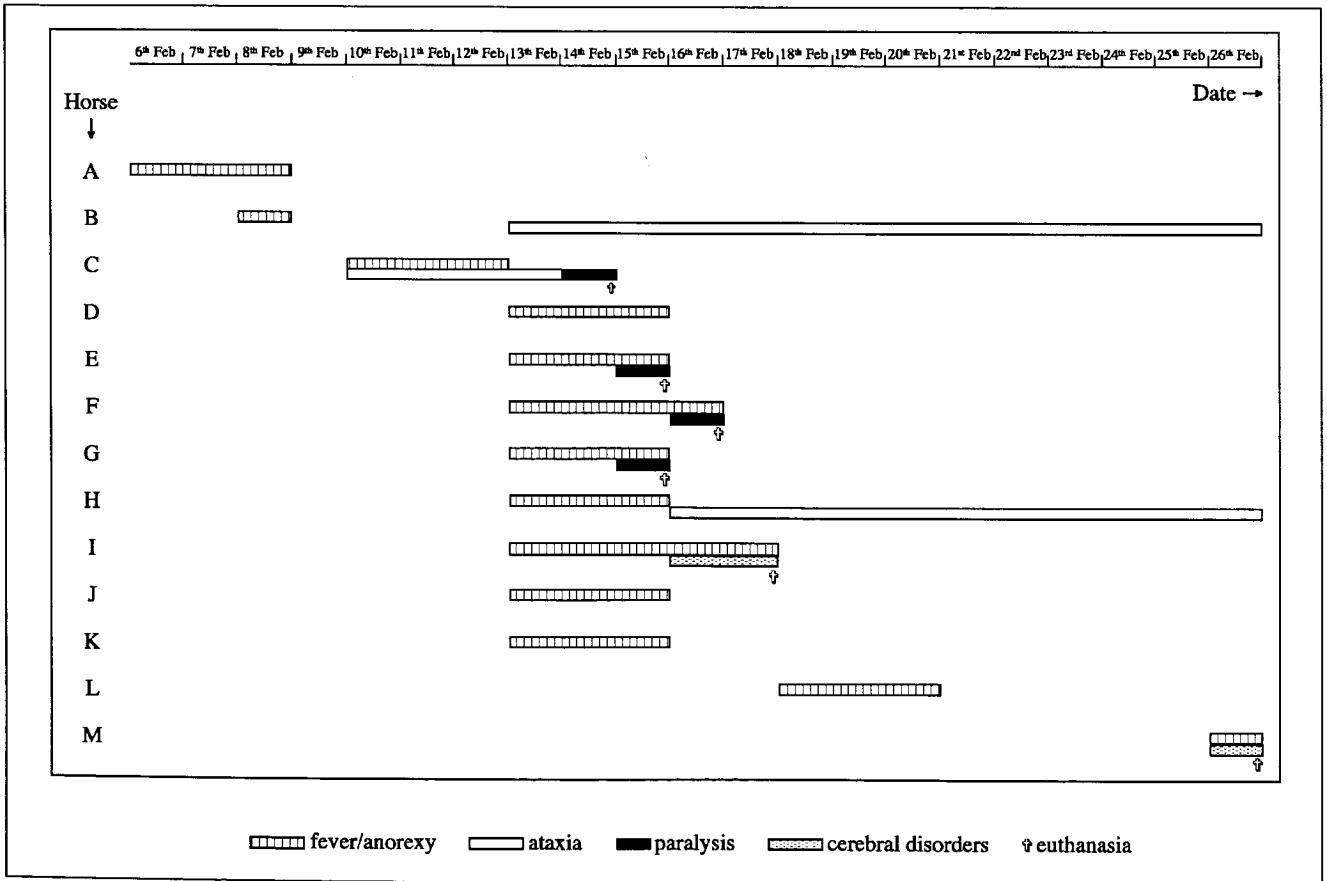 6th Feb 7th Feb 8th Feb 9th Feb 10th Feb 11th Feb 12th Feb 13th Feb 14th Feb 15th Feb 16th Feb 17th Feb 18th Feb 19th Feb 20th Feb 21st Feb 22nd Feb 23rd Feb 24th Feb 25th Feb 26th Feb
Date →
Horse
↓
A
B
C
D
E
F
G
H
I
J
K
L
M
fever/anorexy ataxia paralysis cerebral disorders ✞ euthanasia